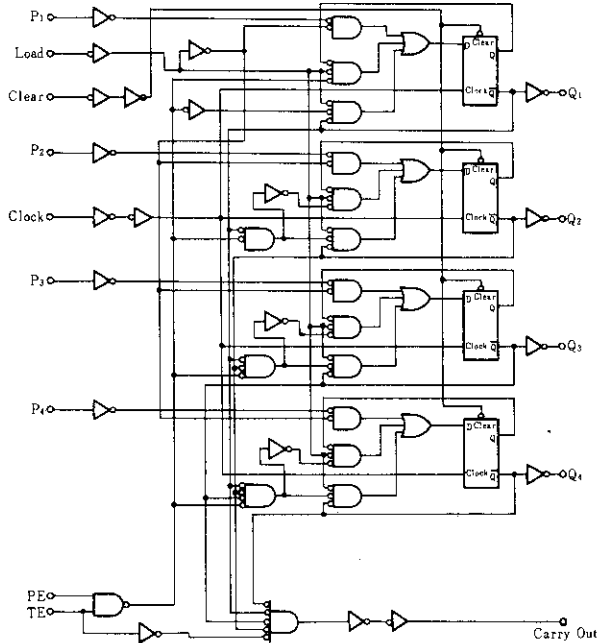 P1
Load
Clear
Clear
D
Q
Clock Q̅
Q1
P2
Clear
D
Q
Clock Q̅
Clock
Q2
P3
Clear
D
Q
Clock Q̅
Q3
P4
Clear
D
Q
Clock Q̅
Q4
PE
TE
Carry Out